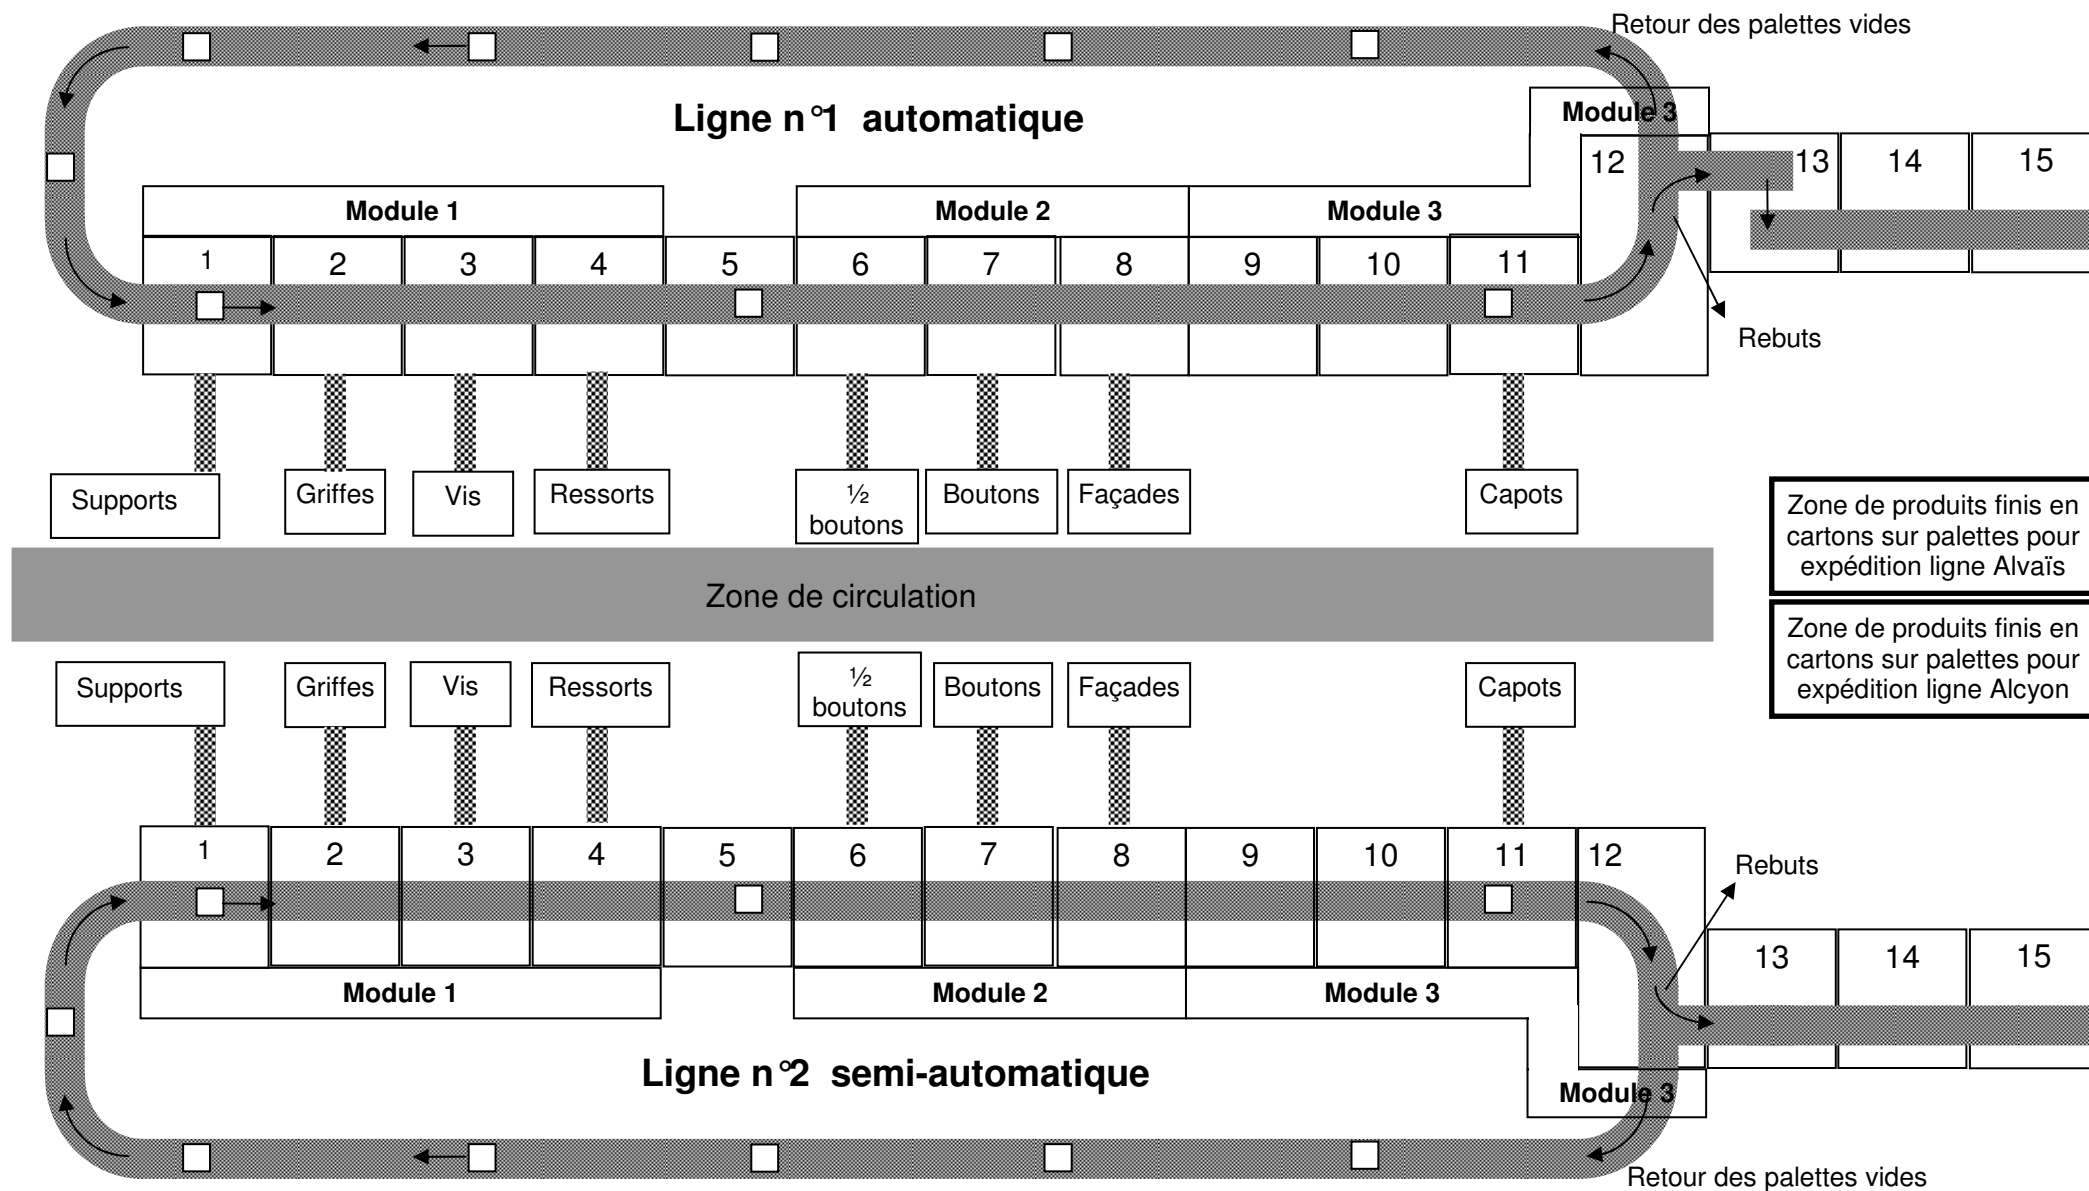 Retour des palettes vides
Ligne n°1 automatique
Module 3
12
13
14
15
Module 1
Module 2
Module 3
1
2
3
4
5
6
7
8
9
10
11
Rebuts
Supports
Griffes
Vis
Ressorts
½
boutons
Boutons
Façades
Capots
Zone de produits finis en
cartons sur palettes pour
expédition ligne Alvaïs
Zone de circulation
Zone de produits finis en
cartons sur palettes pour
expédition ligne Alcyon
Supports
Griffes
Vis
Ressorts
½
boutons
Boutons
Façades
Capots
1
2
3
4
5
6
7
8
9
10
11
12
Rebuts
13
14
15
Module 1
Module 2
Module 3
Ligne n°2 semi-automatique
Module 3
Retour des palettes vides